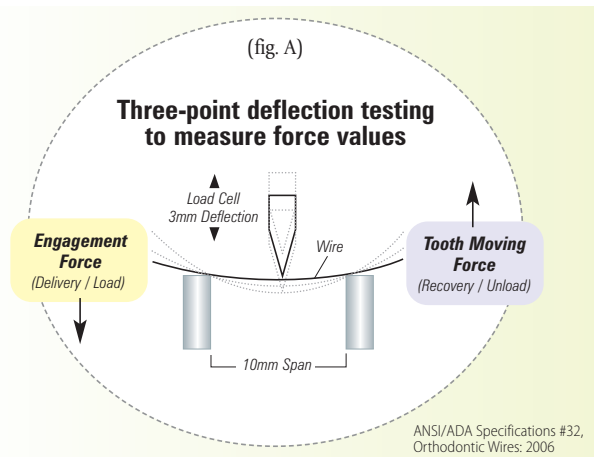 (fig. A)
Three-point deflection testing
to measure force values
Load Cell
3mm Deflection
Wire
Engagement
Force
(Delivery / Load)
Tooth Moving
Force
(Recovery / Unload)
10mm Span
ANSI/ADA Specifications #32,
Orthodontic Wires: 2006